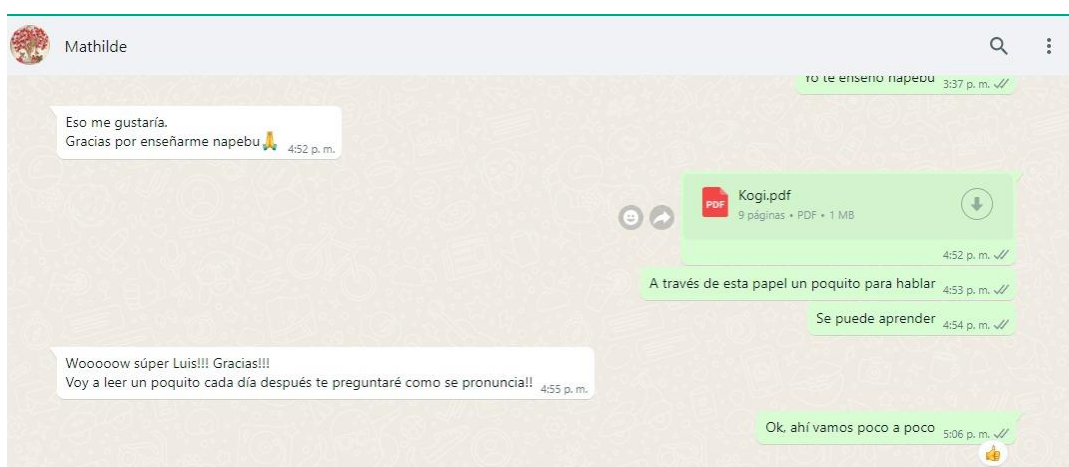 Mathilde
Yo te enseño napebu 3:37 p. m.
Eso me gustaría.
Gracias por enseñarme napebu🙏 4:52 p. m.
PDF
Kogi.pdf
9 páginas • PDF • 1 MB
4:52 p. m.
A través de esta papel un poquito para hablar 4:53 p. m.
Se puede aprender 4:54 p. m.
Wooooow súper Luis!!! Gracias!!!
Voy a leer un poquito cada día después te preguntaré como se pronuncia!! 4:55 p. m.
Ok, ahí vamos poco a poco 5:06 p. m.
👍